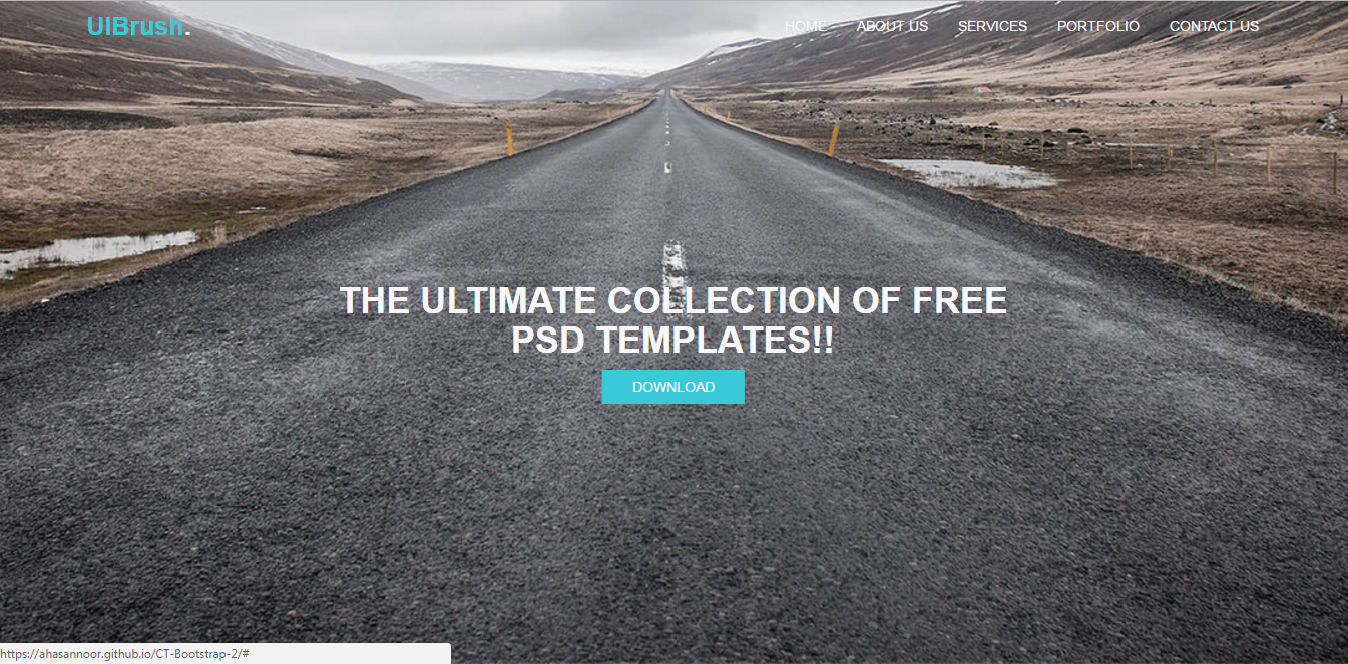 UIBrush.
HOME ABOUT US SERVICES PORTFOLIO CONTACT US
THE ULTIMATE COLLECTION OF FREE
PSD TEMPLATES!!
DOWNLOAD
https://ahasannoor.github.io/CT-Bootstrap-2/#